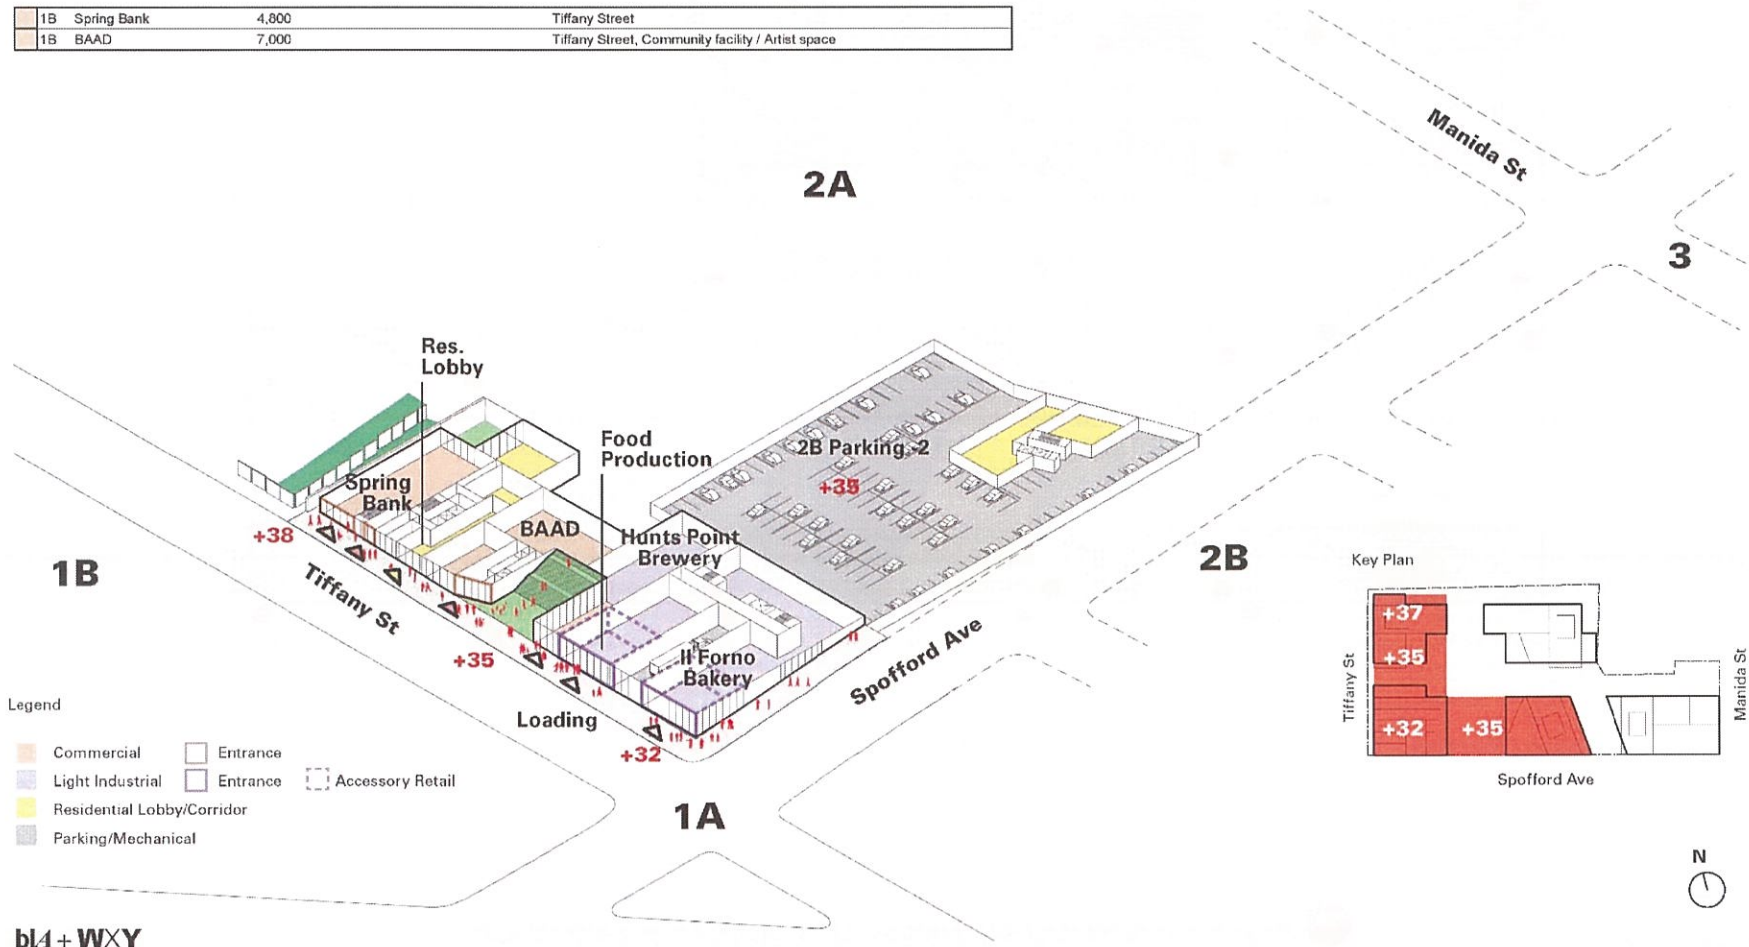 1B Spring Bank 4,800 Tiffany Street
1B BAAD 7,000 Tiffany Street, Community facility / Artist space
Manida St
2A
3
Res.
Lobby
Food
Production
2B Parking -2
+35
Spring
Bank
BAAD
Hunts Point
Brewery
+38
1B
Tiffany St
2B
Key Plan
+37
+35
+32
+35
Tiffany St
Manida St
Spofford Ave
+35
Il Forno
Bakery
Spofford Ave
Loading
+32
1A
Legend
Commercial
Entrance
Light Industrial
Entrance
Accessory Retail
Residential Lobby/Corridor
Parking/Mechanical
N
bLA + WXY